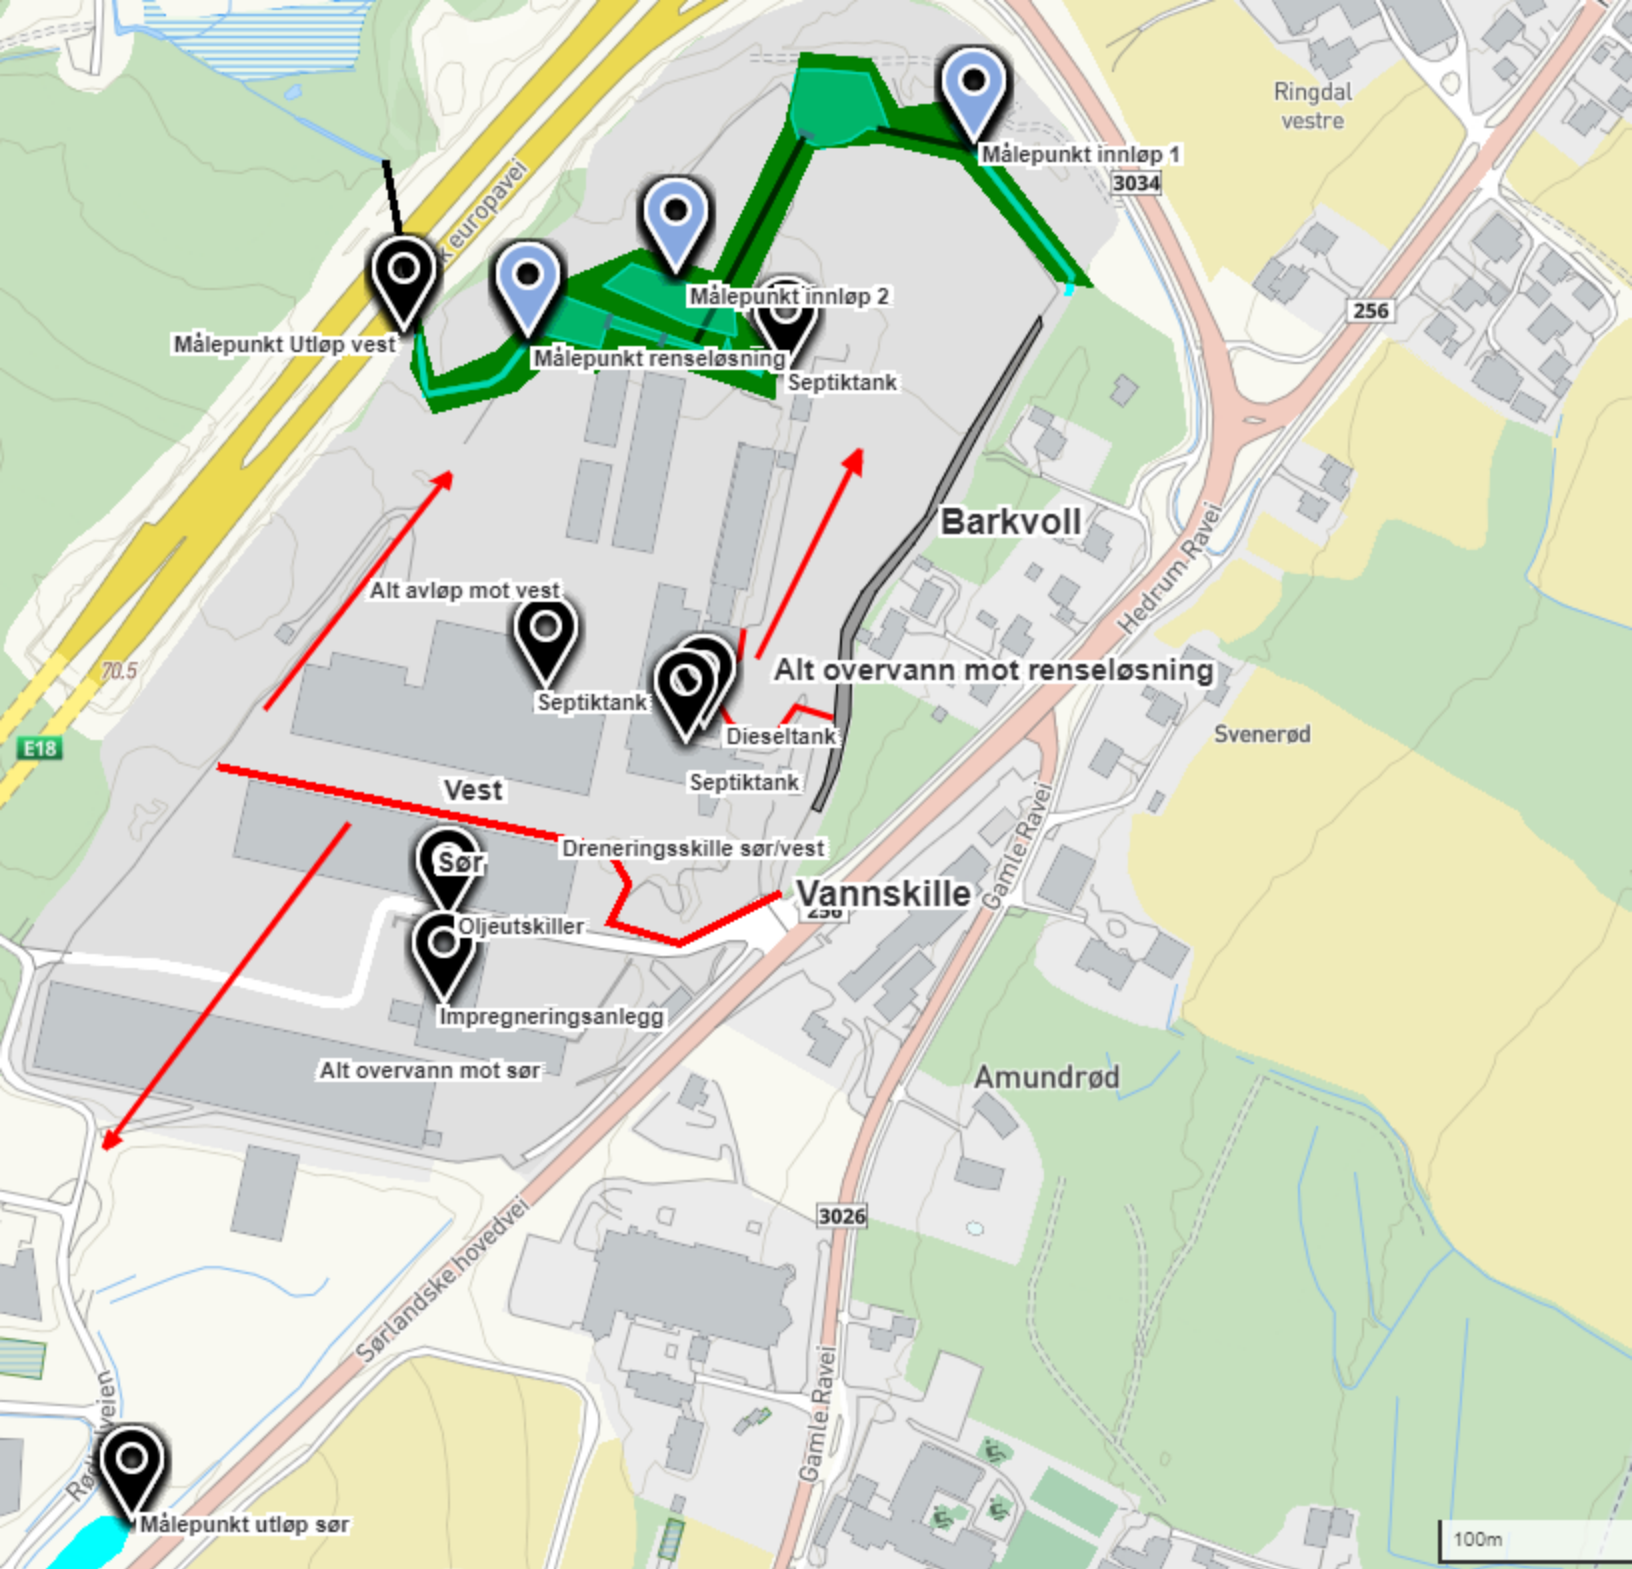 Ringdal
vestre
Målepunkt innløp 1
3034
k europavei
Målepunkt innløp 2
256
Målepunkt Utløp vest
Målepunkt renseløsning
Septiktank
Barkvoll
Hedrum Ravei
Alt avløp mot vest
70.5
Alt overvann mot renseløsning
Septiktank
Dieseltank
Svenerød
E18
Septiktank
Vest
Dreneringsskille sør/vest
Gamle Ravei
Sør
Vannskille
256
Oljeutskiller
Impregneringsanlegg
Alt overvann mot sør
Amundrød
3026
Sørlandske hovedvei
Gamle Ravei
Målepunkt utløp sør
100m